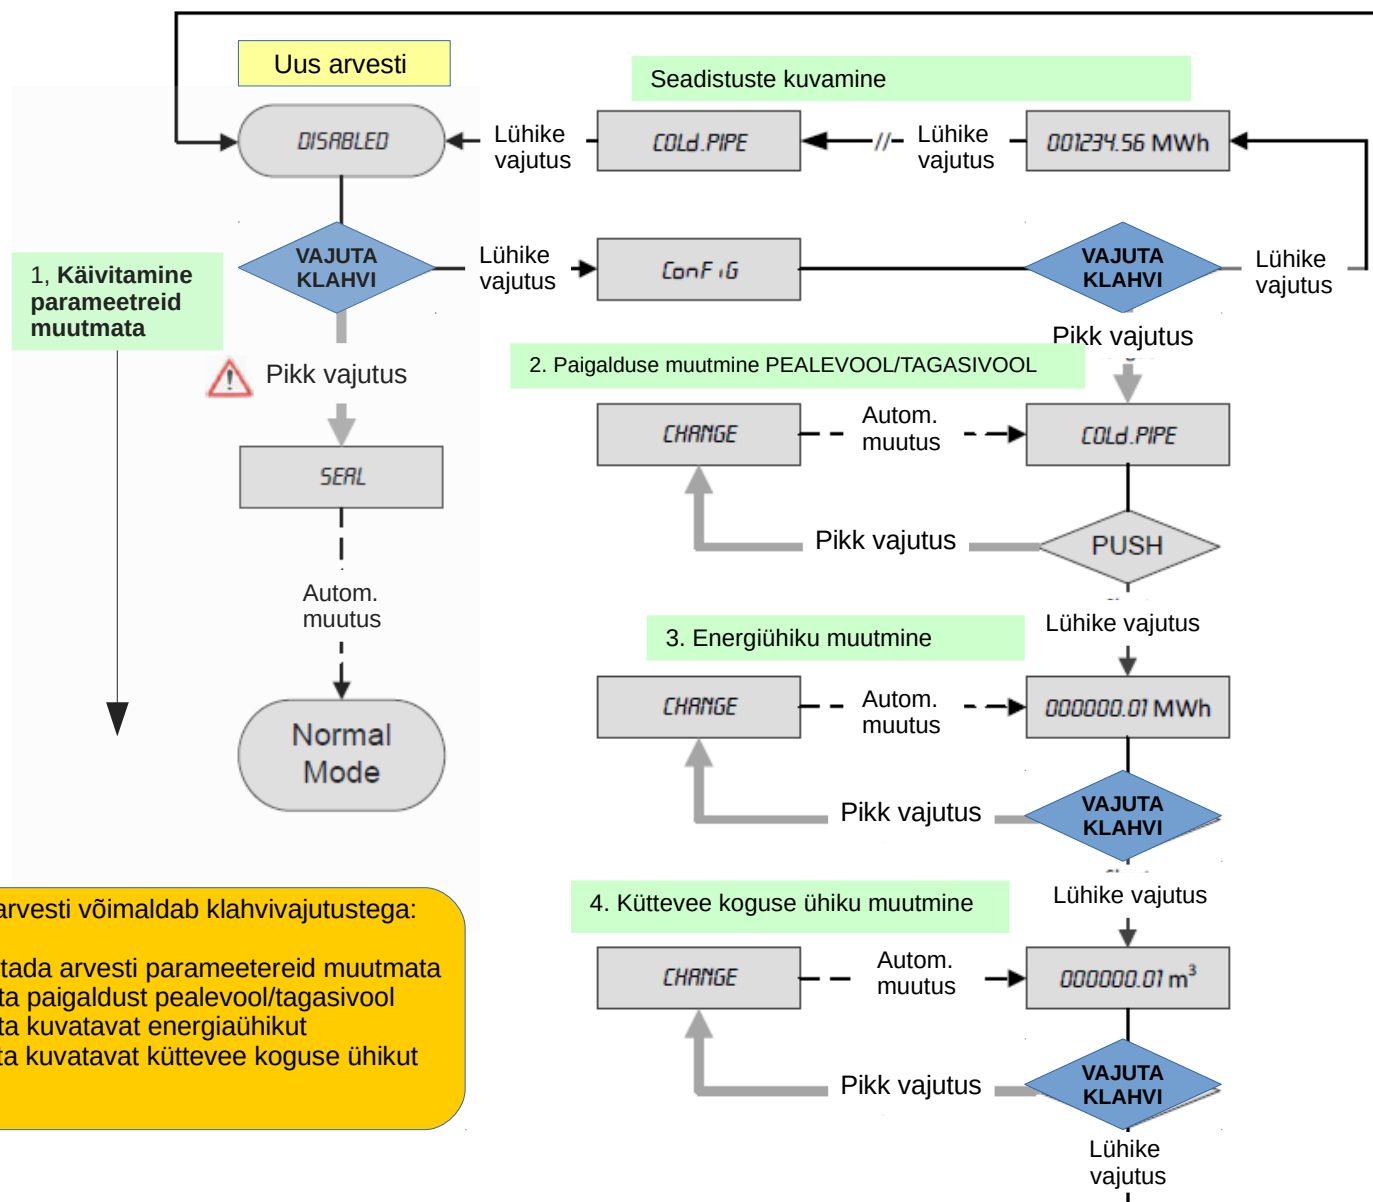 Uus arvesti
Seadistuste kuvamine
DISABLED
Lühike
vajutus
COLd.PIPE
//
Lühike
vajutus
001234.56 MWh
VAJUTA
KLAHVI
Lühike
vajutus
ConFiG
VAJUTA
KLAHVI
Lühike
vajutus
1, Käivitamine
parameetreid
muutmata
Pikk vajutus
Pikk vajutus
2. Paigalduse muutmine PEALEVOOL/TAGASIVOOL
CHANGE
Autom.
muutus
COLd.PIPE
SEAL
Pikk vajutus
PUSH
Autom.
muutus
Lühike vajutus
3. Energiühiku muutmine
CHANGE
Autom.
muutus
000000.01 MWh
Normal
Mode
Pikk vajutus
VAJUTA
KLAHVI
Lühike vajutus
4. Küttevee koguse ühiku muutmine
arvesti võimaldab klahvivajutustega:
tada arvesti parameetereid muutmata
ta paigaldust pealevool/tagasivool
ta kuvatavat energiaühikut
ta kuvatavat küttevee koguse ühikut
CHANGE
Autom.
muutus
000000.01 m³
Pikk vajutus
VAJUTA
KLAHVI
Lühike
vajutus